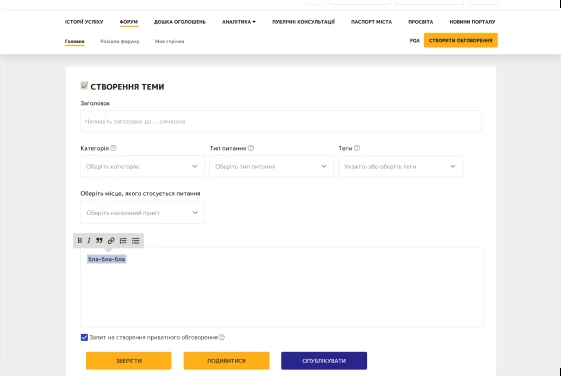 ІСТОРІЇ УСПІХУ ФОРУМ ДОШКА ОГОЛОШЕНЬ АНАЛІТИКА ПУБЛІЧНІ КОНСУЛЬТАЦІЇ ПАСПОРТ МІСТА ПРОСВІТА НОВИНИ ПОРТАЛУ
Головна Розділи форуму Моя стрічка FQA СТВОРИТИ ОБГОВОРЕННЯ
СТВОРЕННЯ ТЕМИ
Заголовок
Напишіть заголовок до ... символів
Категорія Тип питання Теги
Оберіть категорію Оберіть тип питання Укажіть або оберіть теги
Оберіть місце, якого стосується питання
Оберіть населений пункт
B I
бла-бла-бла
Запит на створення приватного обговорення
ЗБЕРЕГТИ ПОДИВИТИСЯ ОПУБЛІКУВАТИ